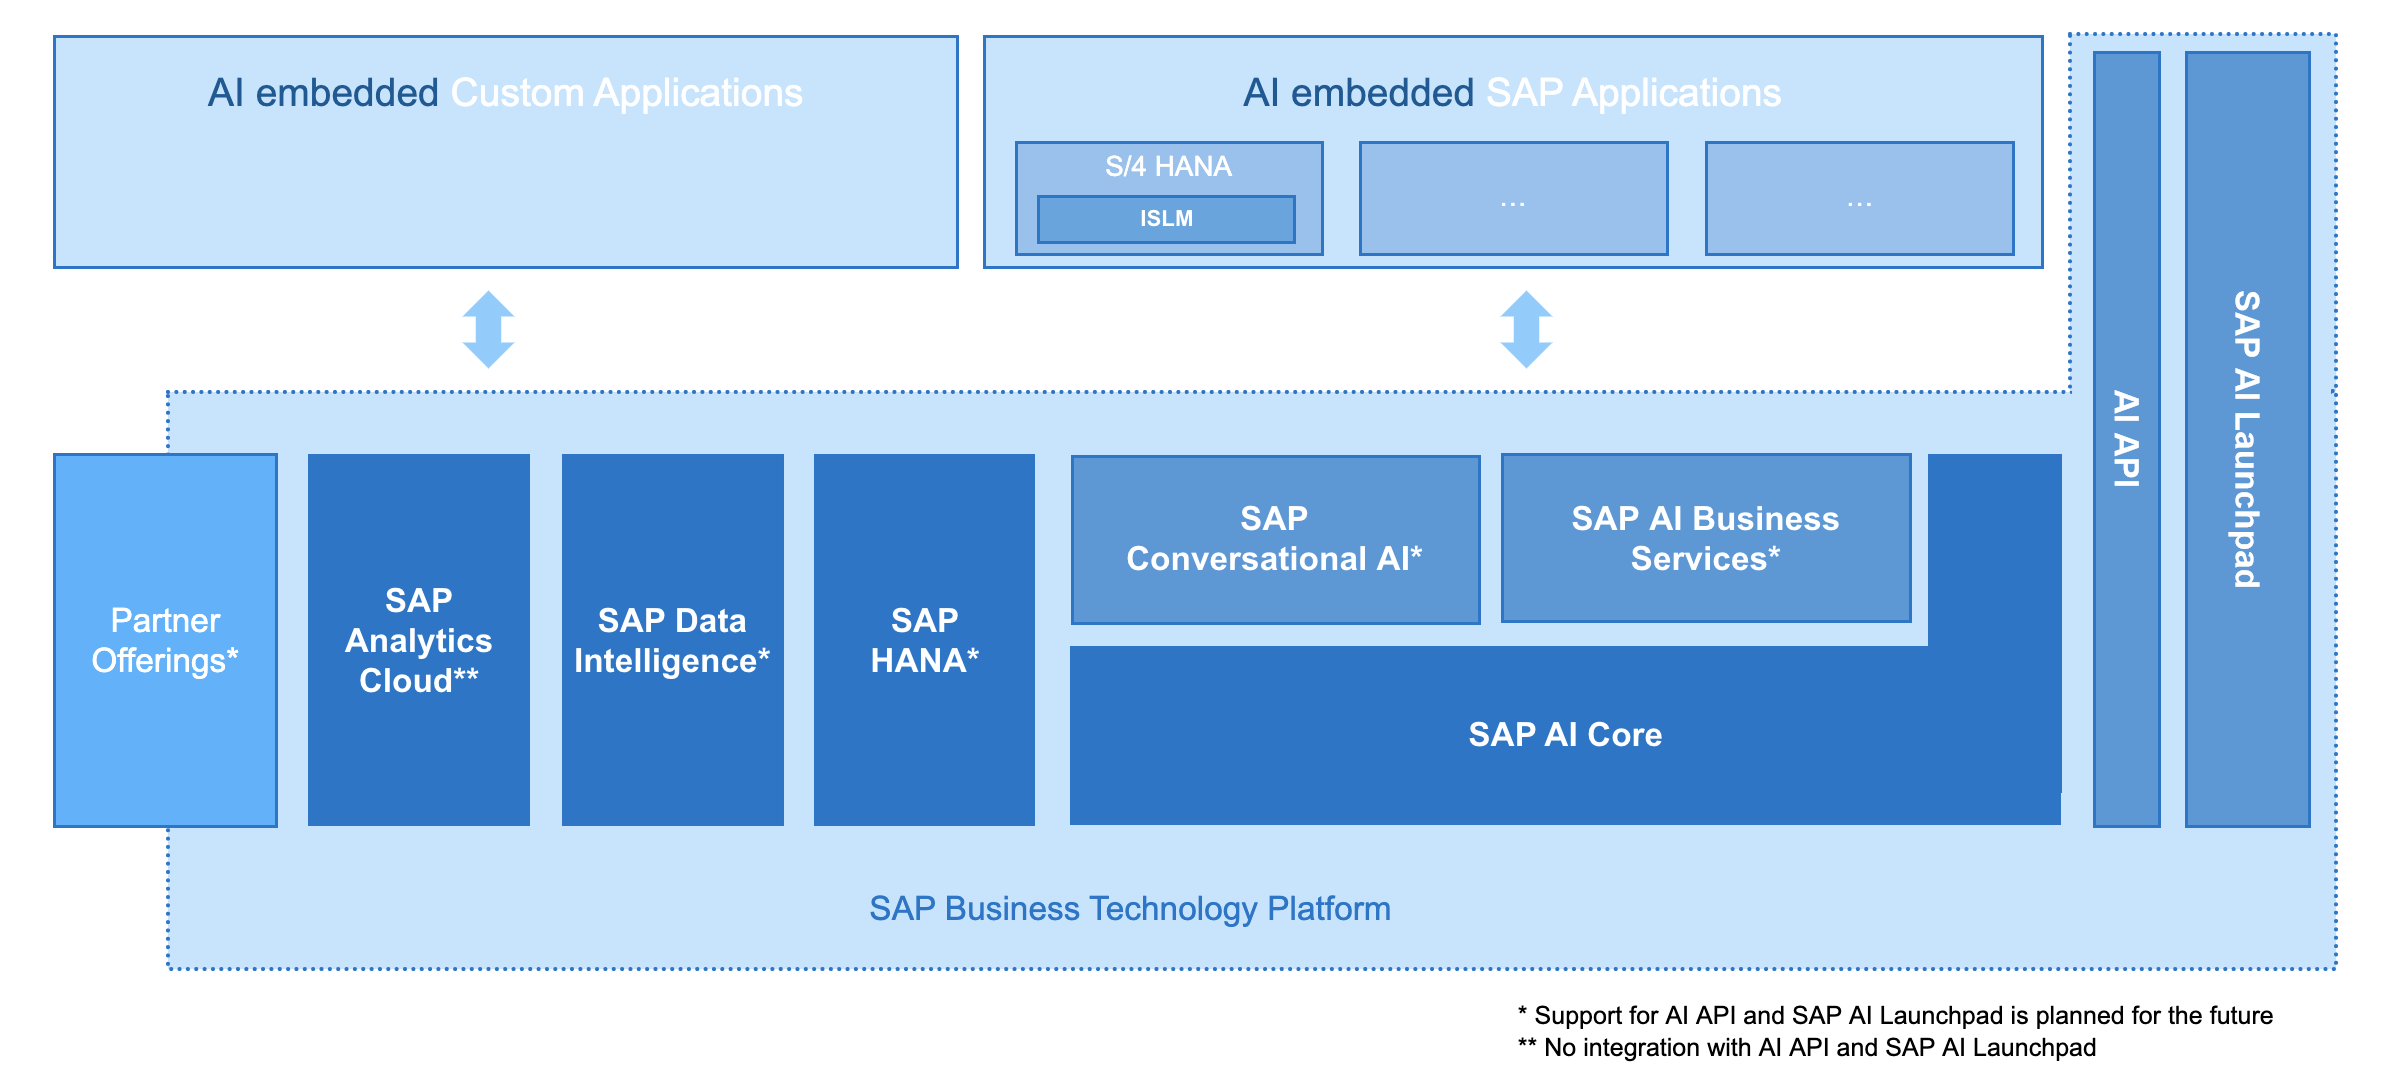 AI embedded Custom Applications
AI embedded SAP Applications
S/4 HANA
ISLM
...
...
AI API
SAP AI Launchpad
Partner
Offerings*
SAP
Analytics
Cloud**
SAP Data
Intelligence*
SAP
HANA*
SAP
Conversational AI*
SAP AI Business
Services*
SAP AI Core
SAP Business Technology Platform
* Support for AI API and SAP AI Launchpad is planned for the future
** No integration with AI API and SAP AI Launchpad